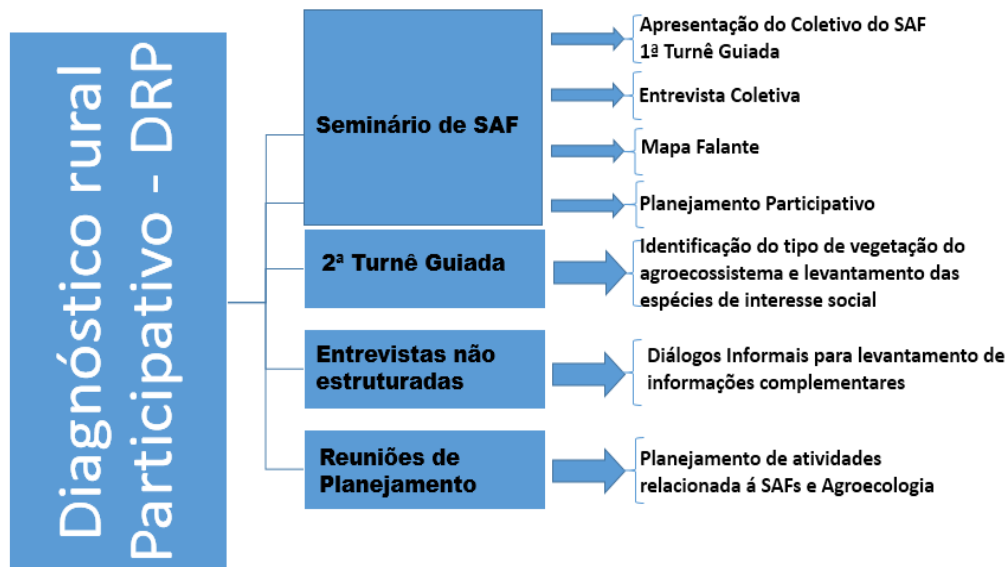 Diagnóstico rural
Participativo - DRP
Seminário de SAF
Apresentação do Coletivo do SAF
1ª Turnê Guiada
Entrevista Coletiva
Mapa Falante
Planejamento Participativo
2ª Turnê Guiada
Identificação do tipo de vegetação do
agroecossistema e levantamento das
espécies de interesse social
Entrevistas não
estruturadas
Diálogos Informais para levantamento de
informações complementares
Reuniões de
Planejamento
Planejamento de atividades
relacionada á SAFs e Agroecologia